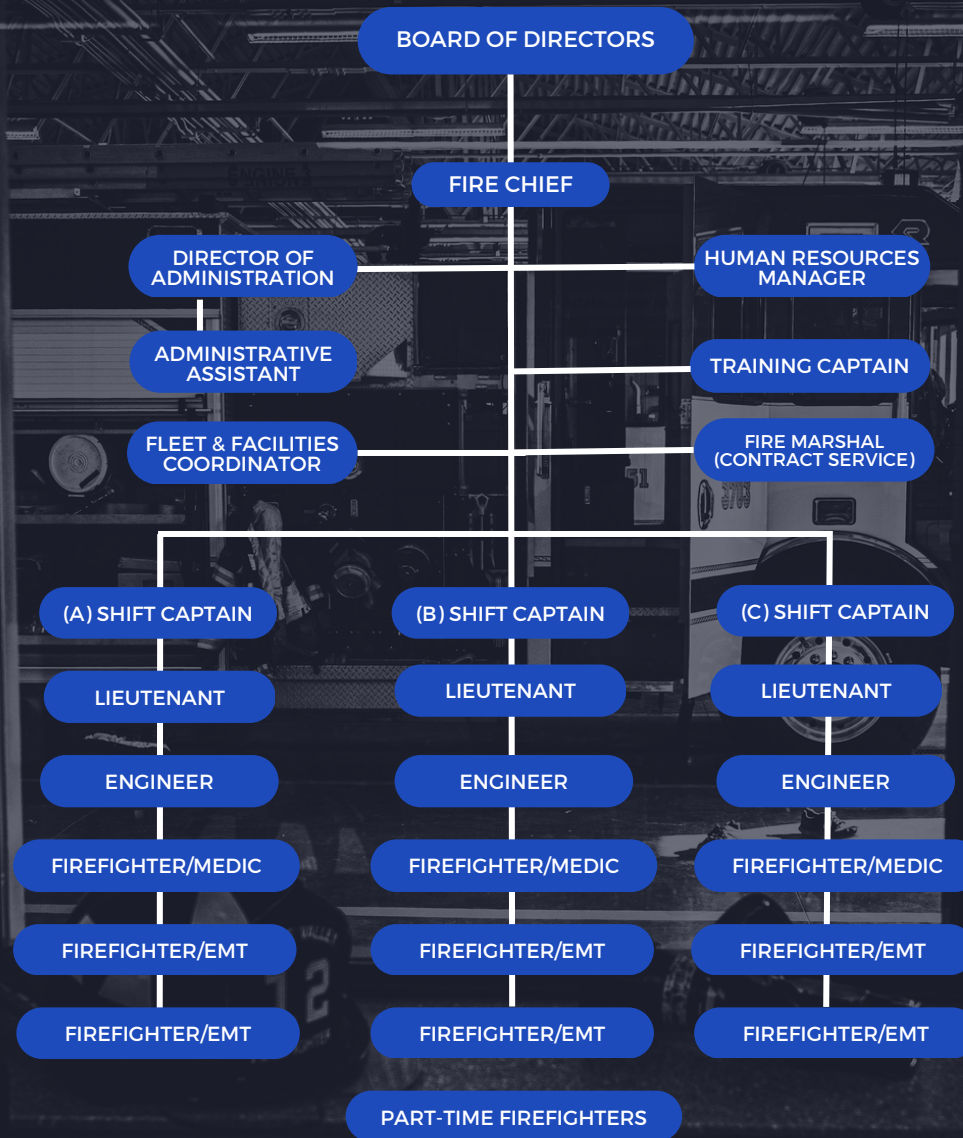 BOARD OF DIRECTORS
FIRE CHIEF
DIRECTOR OF
ADMINISTRATION
HUMAN RESOURCES
MANAGER
ADMINISTRATIVE
ASSISTANT
TRAINING CAPTAIN
FLEET & FACILITIES
COORDINATOR
FIRE MARSHAL
(CONTRACT SERVICE)
51
(A) SHIFT CAPTAIN
(B) SHIFT CAPTAIN
(C) SHIFT CAPTAIN
LIEUTENANT
LIEUTENANT
LIEUTENANT
ENGINEER
ENGINEER
ENGINEER
FIREFIGHTER/MEDIC
FIREFIGHTER/MEDIC
FIREFIGHTER/MEDIC
FIREFIGHTER/EMT
FIREFIGHTER/EMT
FIREFIGHTER/EMT
12
FIREFIGHTER/EMT
FIREFIGHTER/EMT
FIREFIGHTER/EMT
PART-TIME FIREFIGHTERS